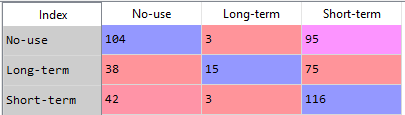 Index No-use Long-term Short-term
No-use 104 3 95
Long-term 38 15 75
Short-term 42 3 116